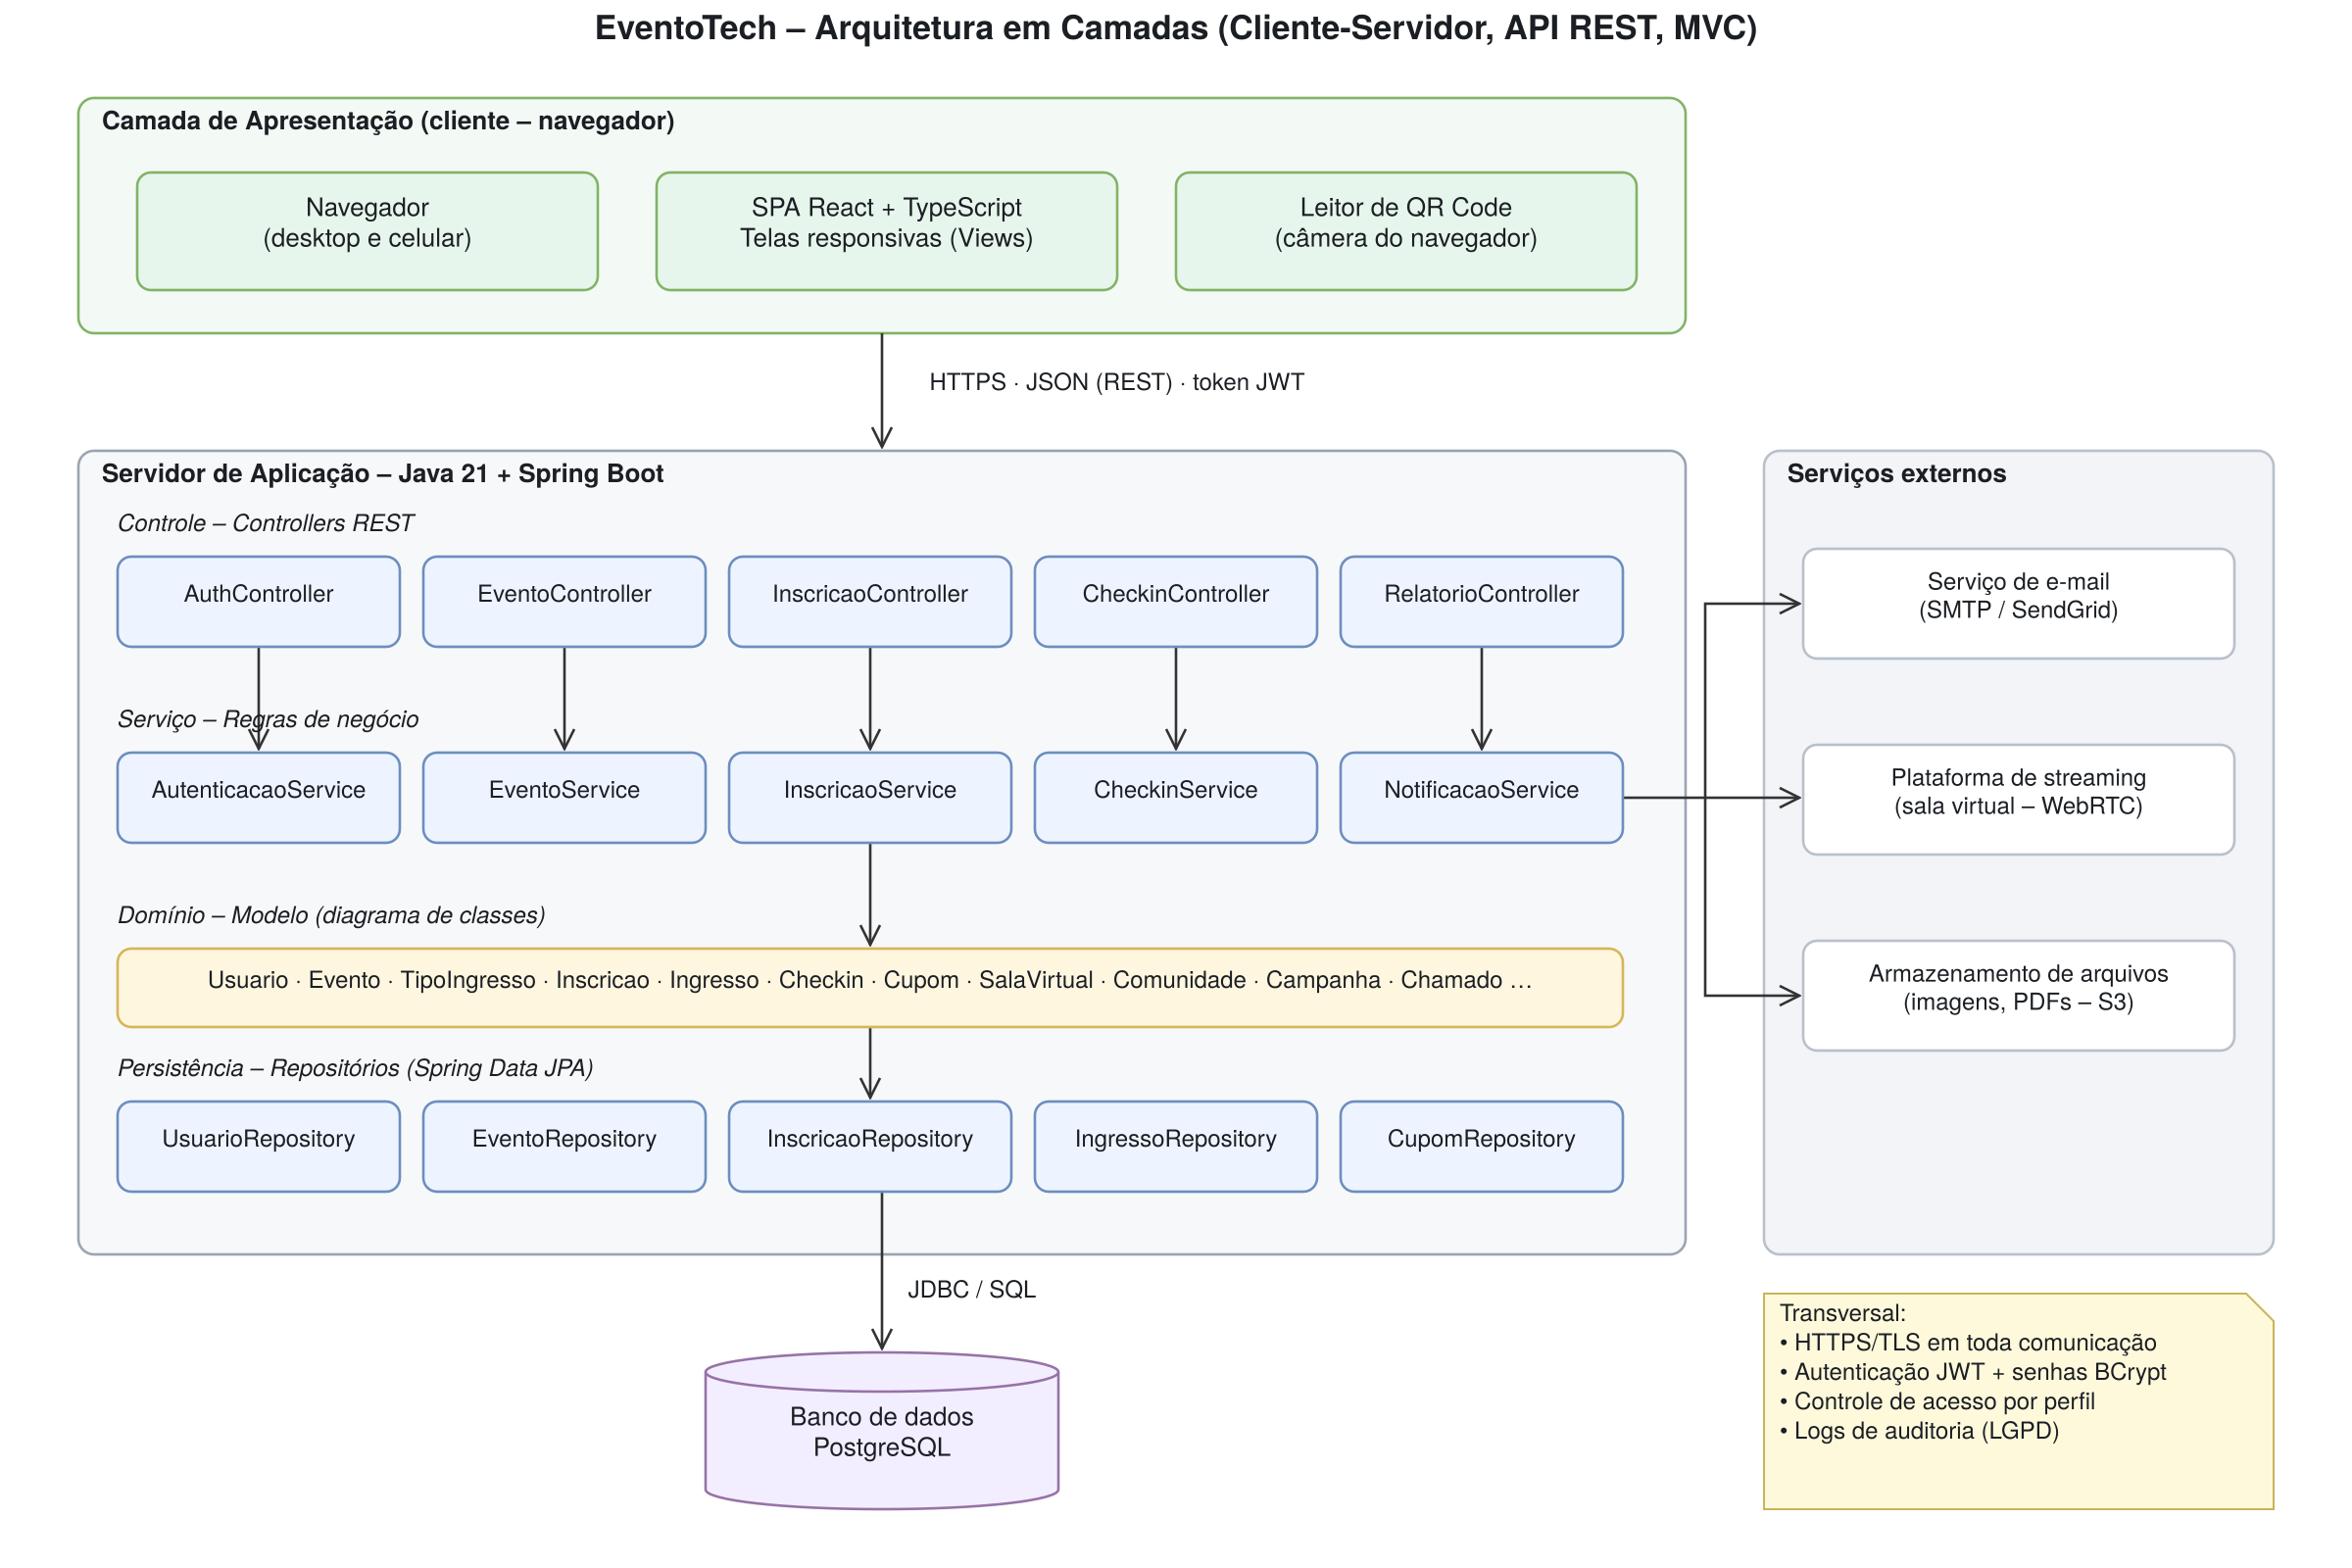 EventoTech – Arquitetura em Camadas (Cliente-Servidor, API REST, MVC)
Camada de Apresentação (cliente – navegador)
Navegador
(desktop e celular)
SPA React + TypeScript
Telas responsivas (Views)
Leitor de QR Code
(câmera do navegador)
HTTPS · JSON (REST) · token JWT
Servidor de Aplicação – Java 21 + Spring Boot
Controle – Controllers REST
AuthController
EventoController
InscricaoController
CheckinController
RelatorioController
Serviço – Regras de negócio
AutenticacaoService
EventoService
InscricaoService
CheckinService
NotificacaoService
Domínio – Modelo (diagrama de classes)
Usuario · Evento · TipoIngresso · Inscricao · Ingresso · Checkin · Cupom · SalaVirtual · Comunidade · Campanha · Chamado …
Persistência – Repositórios (Spring Data JPA)
UsuarioRepository
EventoRepository
InscricaoRepository
IngressoRepository
CupomRepository
Serviços externos
Serviço de e-mail
(SMTP / SendGrid)
Plataforma de streaming
(sala virtual – WebRTC)
Armazenamento de arquivos
(imagens, PDFs – S3)
JDBC / SQL
Banco de dados
PostgreSQL
Transversal:
• HTTPS/TLS em toda comunicação
• Autenticação JWT + senhas BCrypt
• Controle de acesso por perfil
• Logs de auditoria (LGPD)